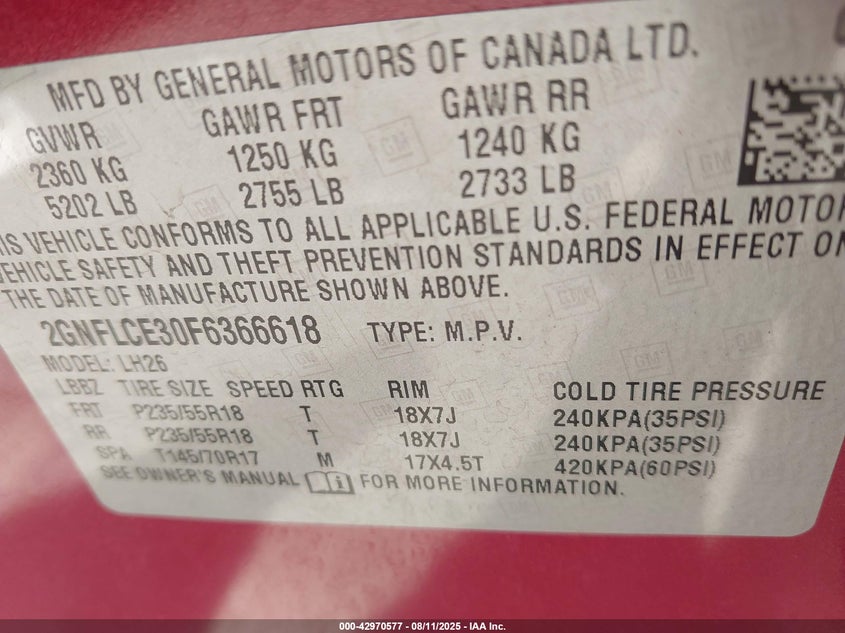 MFD BY GENERAL MOTORS OF CANADA LTD.
GVWR GAWR FRT GAWR RR
2360 KG 1250 KG 1240 KG
5202 LB 2755 LB 2733 LB
VEHICLE CONFORMS TO ALL APPLICABLE U.S. FEDERAL MOTOR
VEHICLE SAFETY AND THEFT PREVENTION STANDARDS IN EFFECT ON
THE DATE OF MANUFACTURE SHOWN ABOVE.
2GNFLCE30F6366618 TYPE: M.P.V.
MODEL: LH26
LBBZ TIRE SIZE SPEED RTG RIM COLD TIRE PRESSURE
FRT P235/55R18 T 18X7J 240KPA(35PSI)
RR P235/55R18 T 18X7J 240KPA(35PSI)
SPA T145/70R17 M 17X4.5T 420KPA(60PSI)
SEE OWNER'S MANUAL FOR MORE INFORMATION.
000-42970577 - 08/11/2025 - IAA Inc.